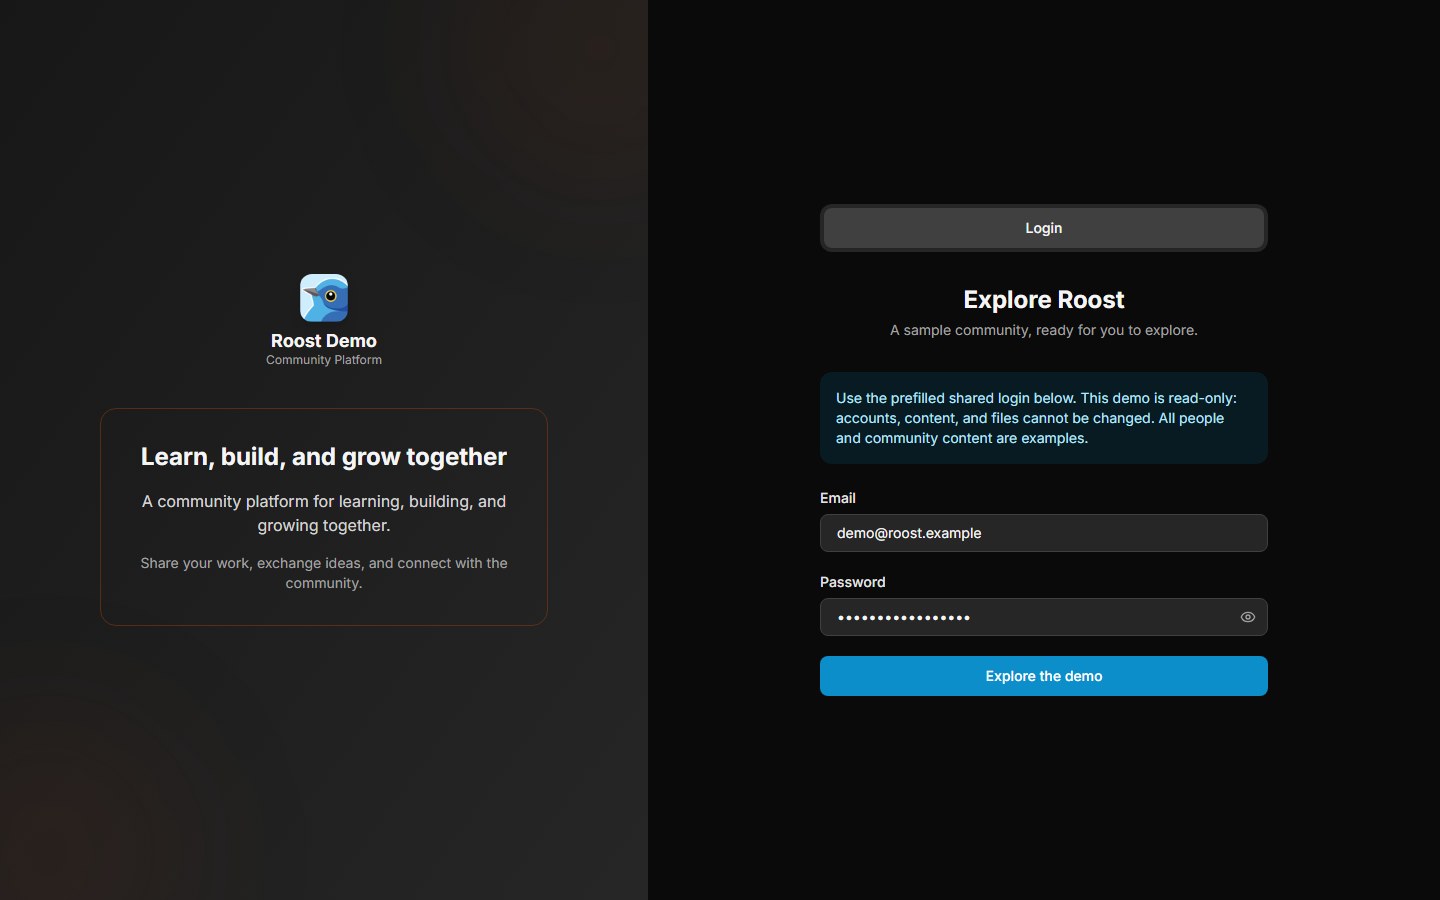 Roost Demo
Community Platform
Learn, build, and grow together
A community platform for learning, building, and
growing together.
Share your work, exchange ideas, and connect with the
community.
Login
Explore Roost
A sample community, ready for you to explore.
Use the prefilled shared login below. This demo is read-only:
accounts, content, and files cannot be changed. All people
and community content are examples.
Email
demo@roost.example
Password
•••••••••••••••••
Explore the demo